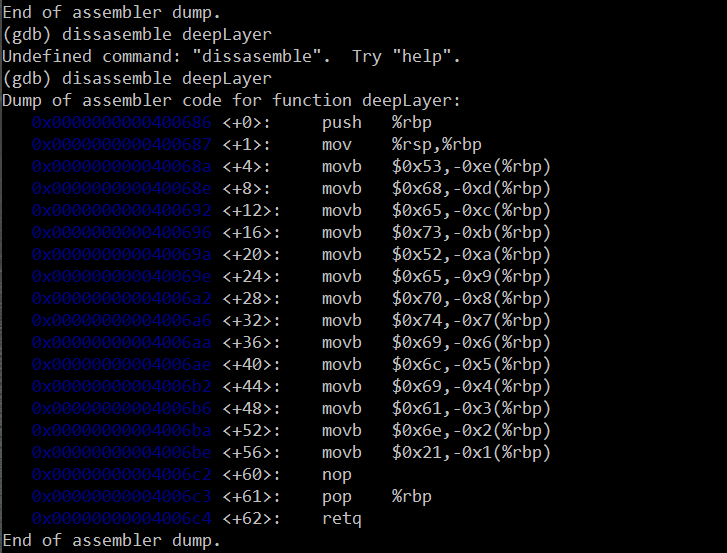 End of assembler dump.
(gdb) dissasemble deepLayer
Undefined command: "dissasemble".  Try "help".
(gdb) disassemble deepLayer
Dump of assembler code for function deepLayer:
   0x0000000000400686 <+0>:     push   %rbp
   0x0000000000400687 <+1>:     mov    %rsp,%rbp
   0x000000000040068a <+4>:     movb   $0x53,-0xe(%rbp)
   0x000000000040068e <+8>:     movb   $0x68,-0xd(%rbp)
   0x0000000000400692 <+12>:    movb   $0x65,-0xc(%rbp)
   0x0000000000400696 <+16>:    movb   $0x73,-0xb(%rbp)
   0x000000000040069a <+20>:    movb   $0x52,-0xa(%rbp)
   0x000000000040069e <+24>:    movb   $0x65,-0x9(%rbp)
   0x00000000004006a2 <+28>:    movb   $0x70,-0x8(%rbp)
   0x00000000004006a6 <+32>:    movb   $0x74,-0x7(%rbp)
   0x00000000004006aa <+36>:    movb   $0x69,-0x6(%rbp)
   0x00000000004006ae <+40>:    movb   $0x6c,-0x5(%rbp)
   0x00000000004006b2 <+44>:    movb   $0x69,-0x4(%rbp)
   0x00000000004006b6 <+48>:    movb   $0x61,-0x3(%rbp)
   0x00000000004006ba <+52>:    movb   $0x6e,-0x2(%rbp)
   0x00000000004006be <+56>:    movb   $0x21,-0x1(%rbp)
   0x00000000004006c2 <+60>:    nop
   0x00000000004006c3 <+61>:    pop    %rbp
   0x00000000004006c4 <+62>:    retq
End of assembler dump.